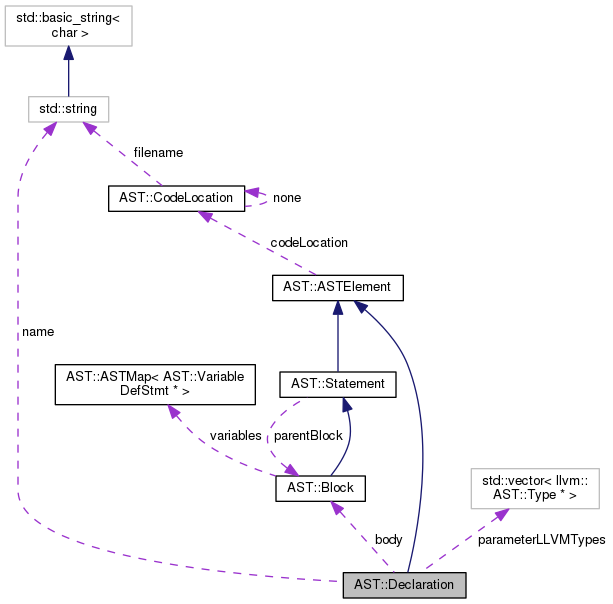 std::basic_string<
char >
std::string
filename
AST::CodeLocation
none
codeLocation
AST::ASTElement
name
AST::ASTMap< AST::Variable
DefStmt * >
AST::Statement
variables
parentBlock
AST::Block
std::vector< llvm::
AST::Type * >
body
parameterLLVMTypes
AST::Declaration